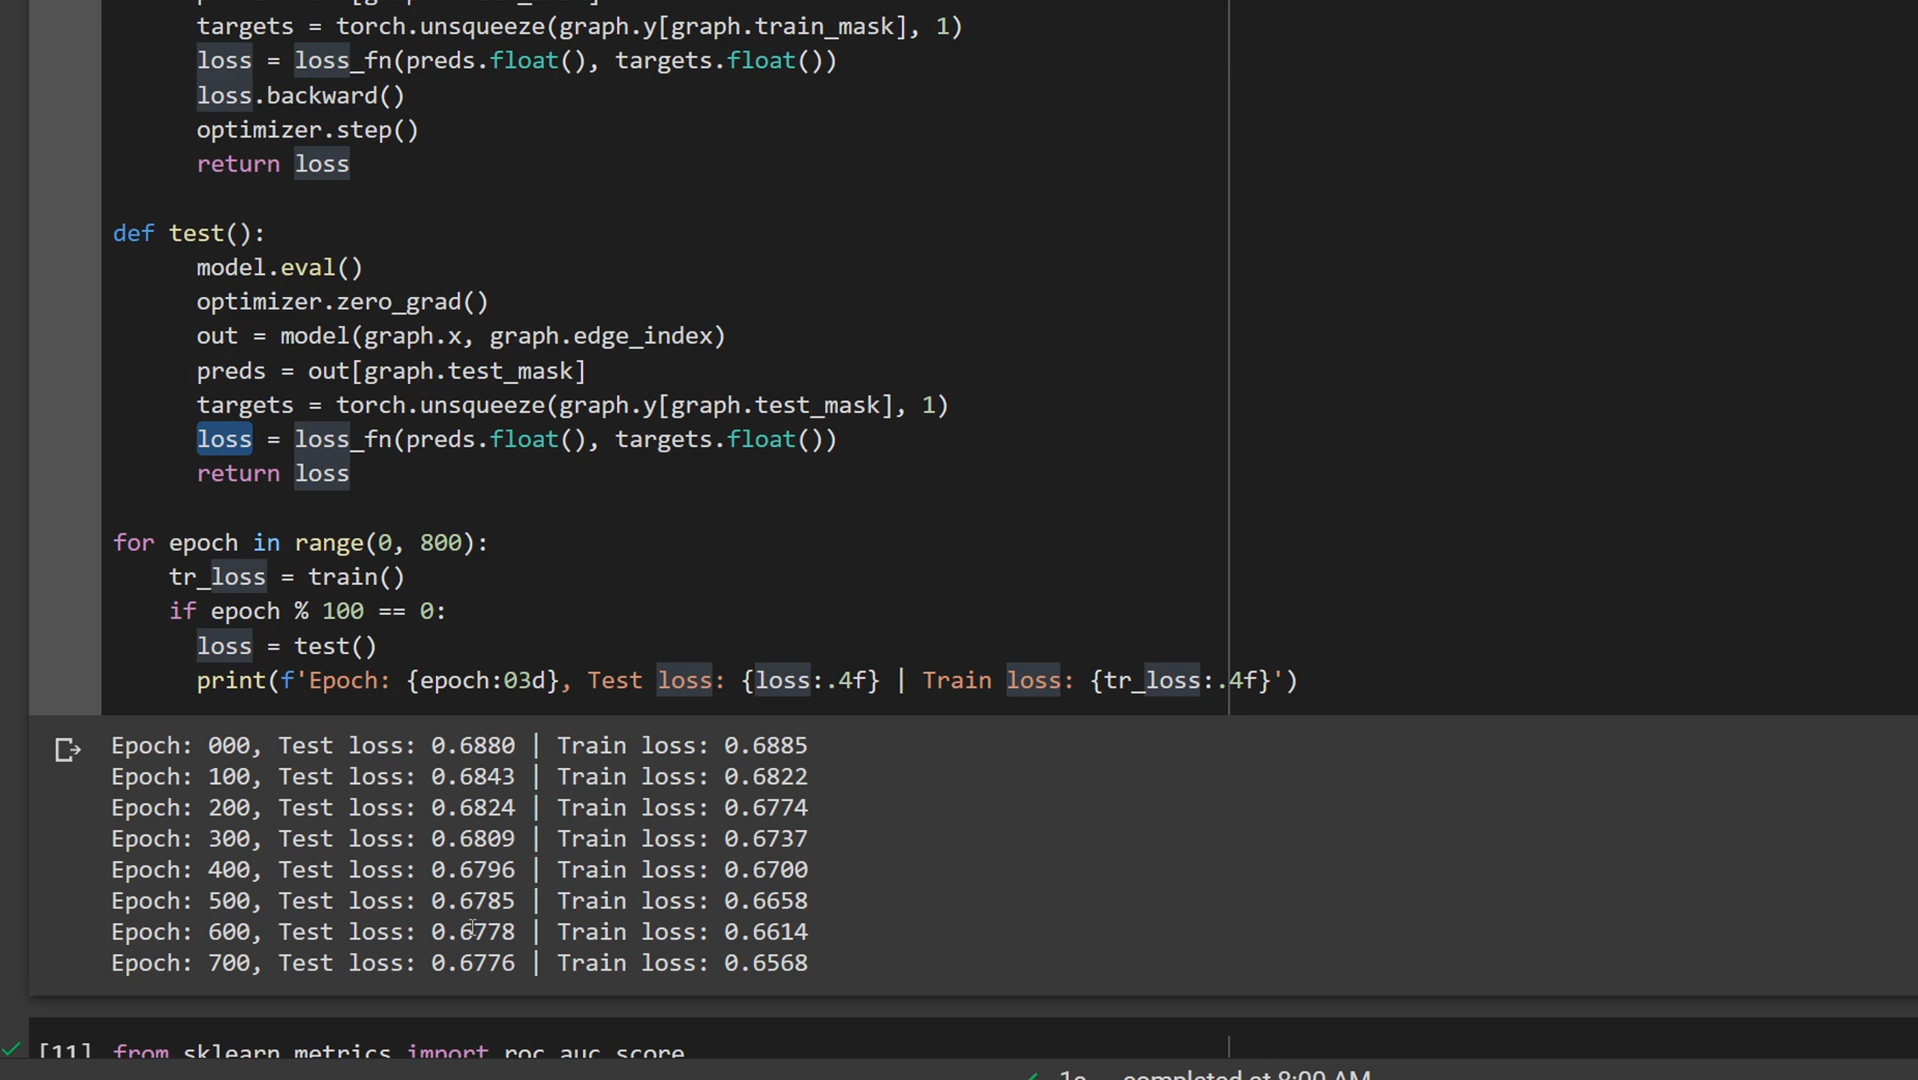 targets = torch.unsqueeze(graph.y[graph.train_mask], 1)
loss = loss_fn(preds.float(), targets.float())
loss.backward()
optimizer.step()
return loss
def test():
model.eval()
optimizer.zero_grad()
out = model(graph.x, graph.edge_index)
preds = out[graph.test_mask]
targets = torch.unsqueeze(graph.y[graph.test_mask], 1)
loss = loss_fn(preds.float(), targets.float())
return loss
for epoch in range(0, 800):
tr_loss = train()
if epoch % 100 == 0:
loss = test()
print(f'Epoch: {epoch:03d}, Test loss: {loss:.4f} | Train loss: {tr_loss:.4f}')
Epoch: 000, Test loss: 0.6880 | Train loss: 0.6885
Epoch: 100, Test loss: 0.6843 | Train loss: 0.6822
Epoch: 200, Test loss: 0.6824 | Train loss: 0.6774
Epoch: 300, Test loss: 0.6809 | Train loss: 0.6737
Epoch: 400, Test loss: 0.6796 | Train loss: 0.6700
Epoch: 500, Test loss: 0.6785 | Train loss: 0.6658
Epoch: 600, Test loss: 0.6778 | Train loss: 0.6614
Epoch: 700, Test loss: 0.6776 | Train loss: 0.6568
[11] from sklearn.metrics import roc_auc_score
1s completed at 8:00 AM